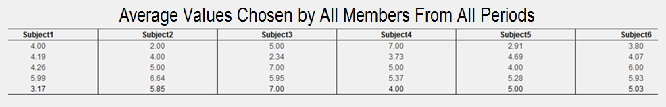 Average Values Chosen by All Members From All Periods
Subject1 Subject2 Subject3 Subject4 Subject5 Subject6
4.00 2.00 5.00 7.00 2.91 3.80
4.19 4.00 2.34 3.73 4.69 4.07
4.26 5.00 7.00 5.00 4.00 6.00
5.99 6.64 5.95 5.37 5.28 5.93
3.17 5.85 7.00 4.00 5.00 5.03